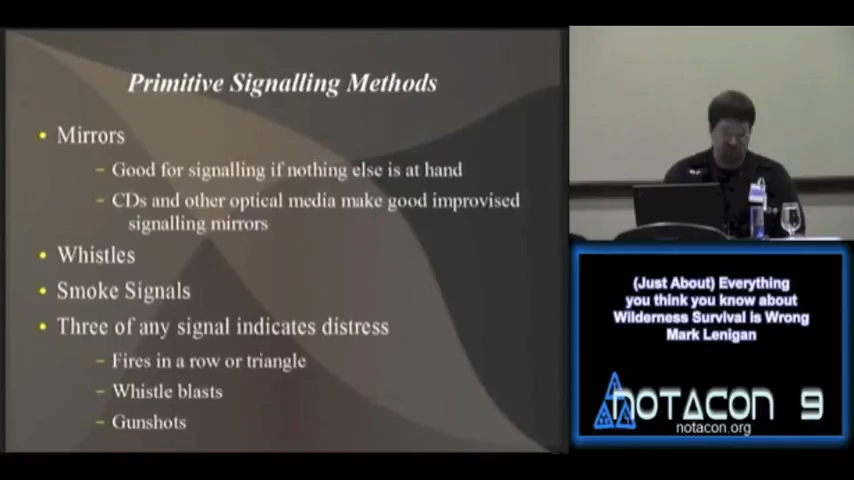 Primitive Signalling Methods
• Mirrors
– Good for signalling if nothing else is at hand
– CDs and other optical media make good improvised
signalling mirrors
• Whistles
• Smoke Signals
• Three of any signal indicates distress
– Fires in a row or triangle
– Whistle blasts
– Gunshots
(Just About) Everything
you think you know about
Wilderness Survival is Wrong
Mark Lenigan
NOTACON 9
notacon.org